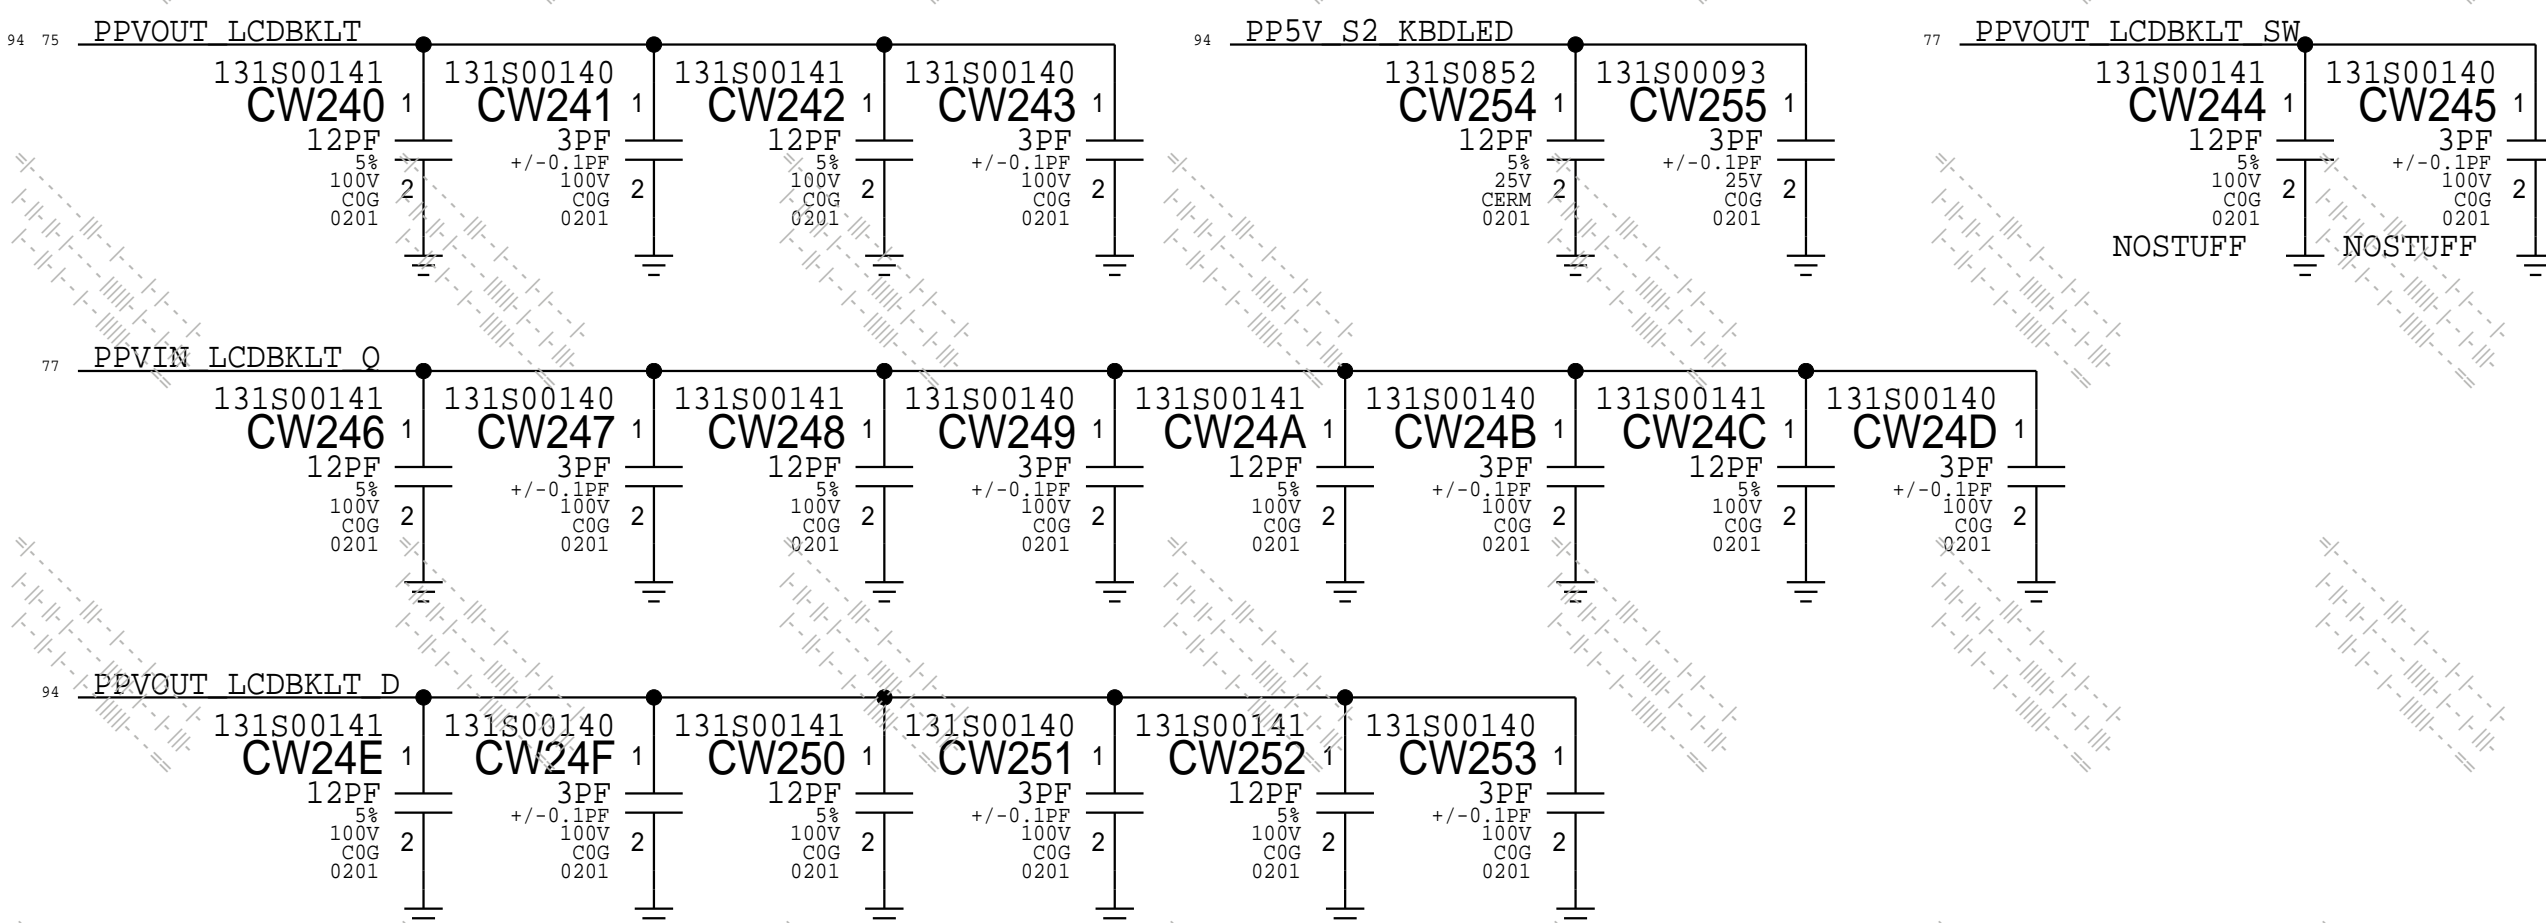 94 75 PPVOUT_LCDBKLT
94 PP5V_S2_KBDLED
77 PPVOUT_LCDBKLT_SW
131S00141 131S00140 131S00141 131S00140 131S0852 131S00093 131S00141 131S00140
CW240 1 CW241 1 CW242 1 CW243 1 CW254 1 CW255 1 CW244 1 CW245 1
12PF 3PF 12PF 3PF 12PF 3PF 12PF 3PF
5% +/-0.1PF 5% +/-0.1PF 5% +/-0.1PF 5% +/-0.1PF
100V 100V 100V 100V 25V 25V 100V 100V
2 2 2 2 2 2 2 2
C0G C0G C0G C0G CERM C0G C0G C0G
0201 0201 0201 0201 0201 0201 0201 0201
NOSTUFF NOSTUFF
77 PPVIN_LCDBKLT_Q
131S00141 131S00140 131S00141 131S00140 131S00141 131S00140 131S00141 131S00140
CW246 1 CW247 1 CW248 1 CW249 1 CW24A 1 CW24B 1 CW24C 1 CW24D 1
12PF 3PF 12PF 3PF 12PF 3PF 12PF 3PF
5% +/-0.1PF 5% +/-0.1PF 5% +/-0.1PF 5% +/-0.1PF
100V 100V 100V 100V 100V 100V 100V 100V
2 2 2 2 2 2 2 2
C0G C0G C0G C0G C0G C0G C0G C0G
0201 0201 0201 0201 0201 0201 0201 0201
94 PPVOUT_LCDBKLT_D
131S00141 131S00140 131S00141 131S00140 131S00141 131S00140
CW24E 1 CW24F 1 CW250 1 CW251 1 CW252 1 CW253 1
12PF 3PF 12PF 3PF 12PF 3PF
5% +/-0.1PF 5% +/-0.1PF 5% +/-0.1PF
100V 100V 100V 100V 100V 100V
2 2 2 2 2 2
C0G C0G C0G C0G C0G C0G
0201 0201 0201 0201 0201 0201